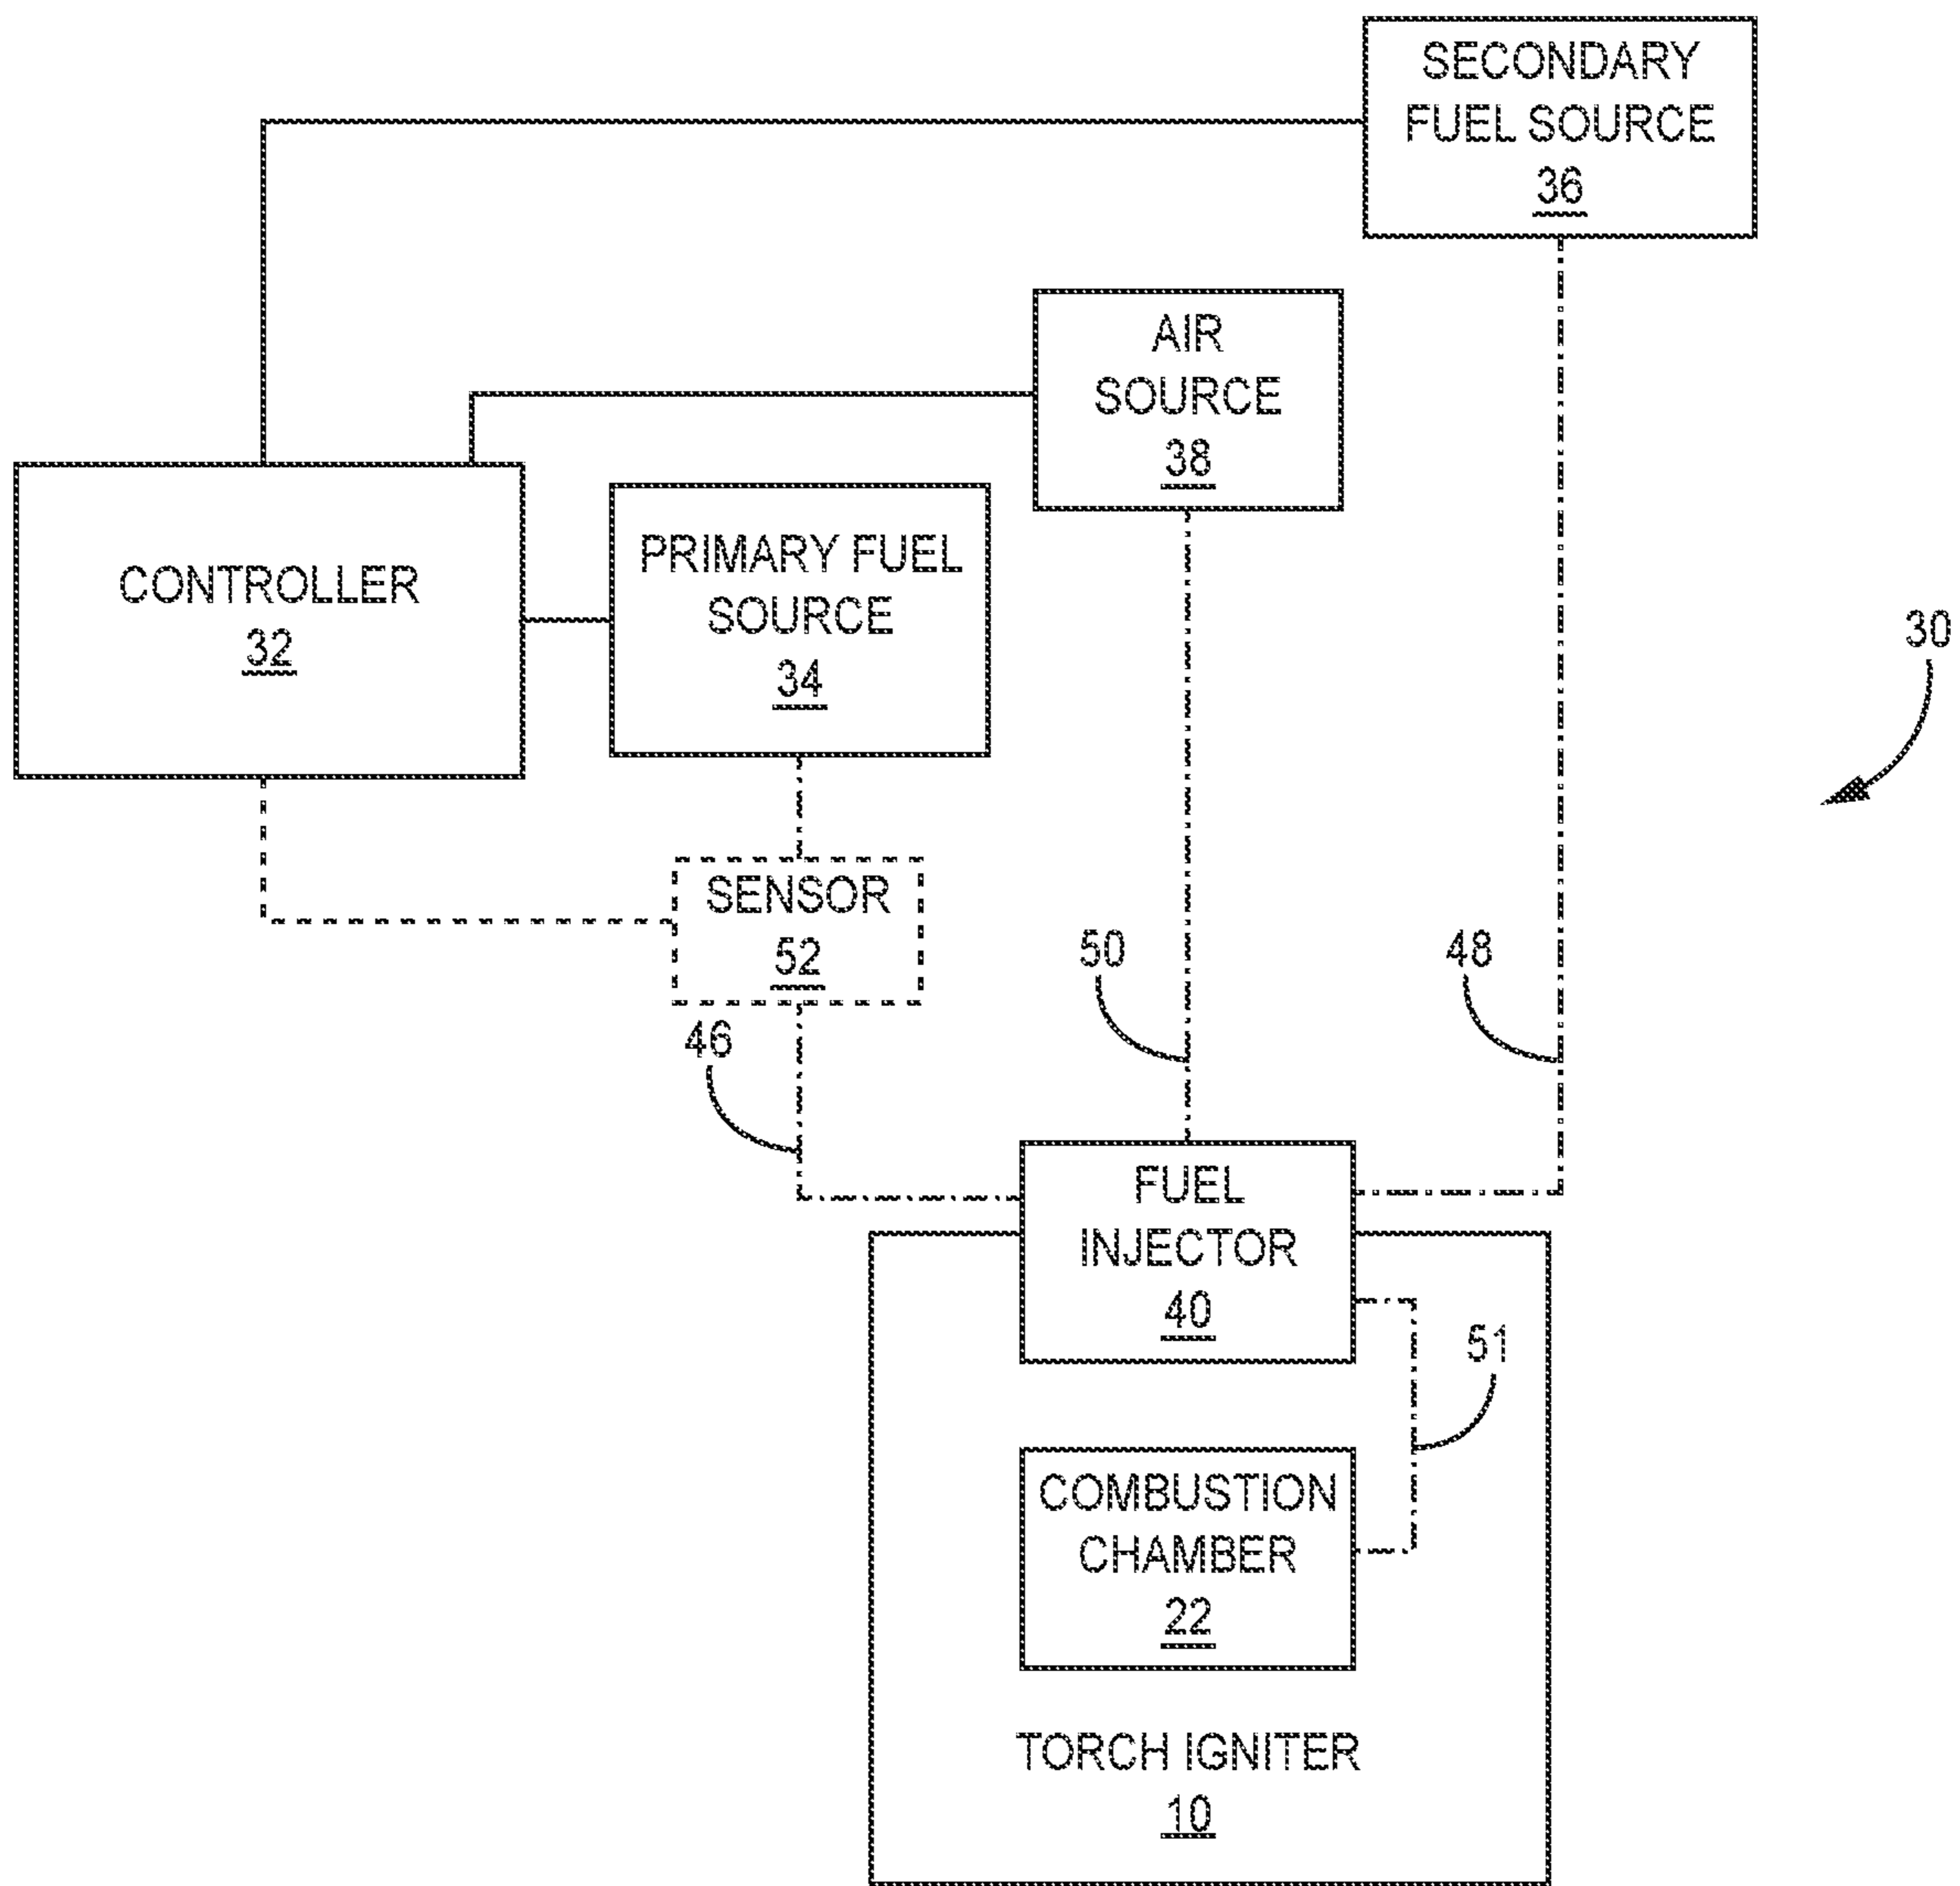 SECONDARY
FUEL SOURCE
36
AIR
SOURCE
38
CONTROLLER
32
PRIMARY FUEL
SOURCE
34
30
SENSOR
52
50
48
46
FUEL
INJECTOR
40
51
COMBUSTION
CHAMBER
22
TORCH IGNITER
10